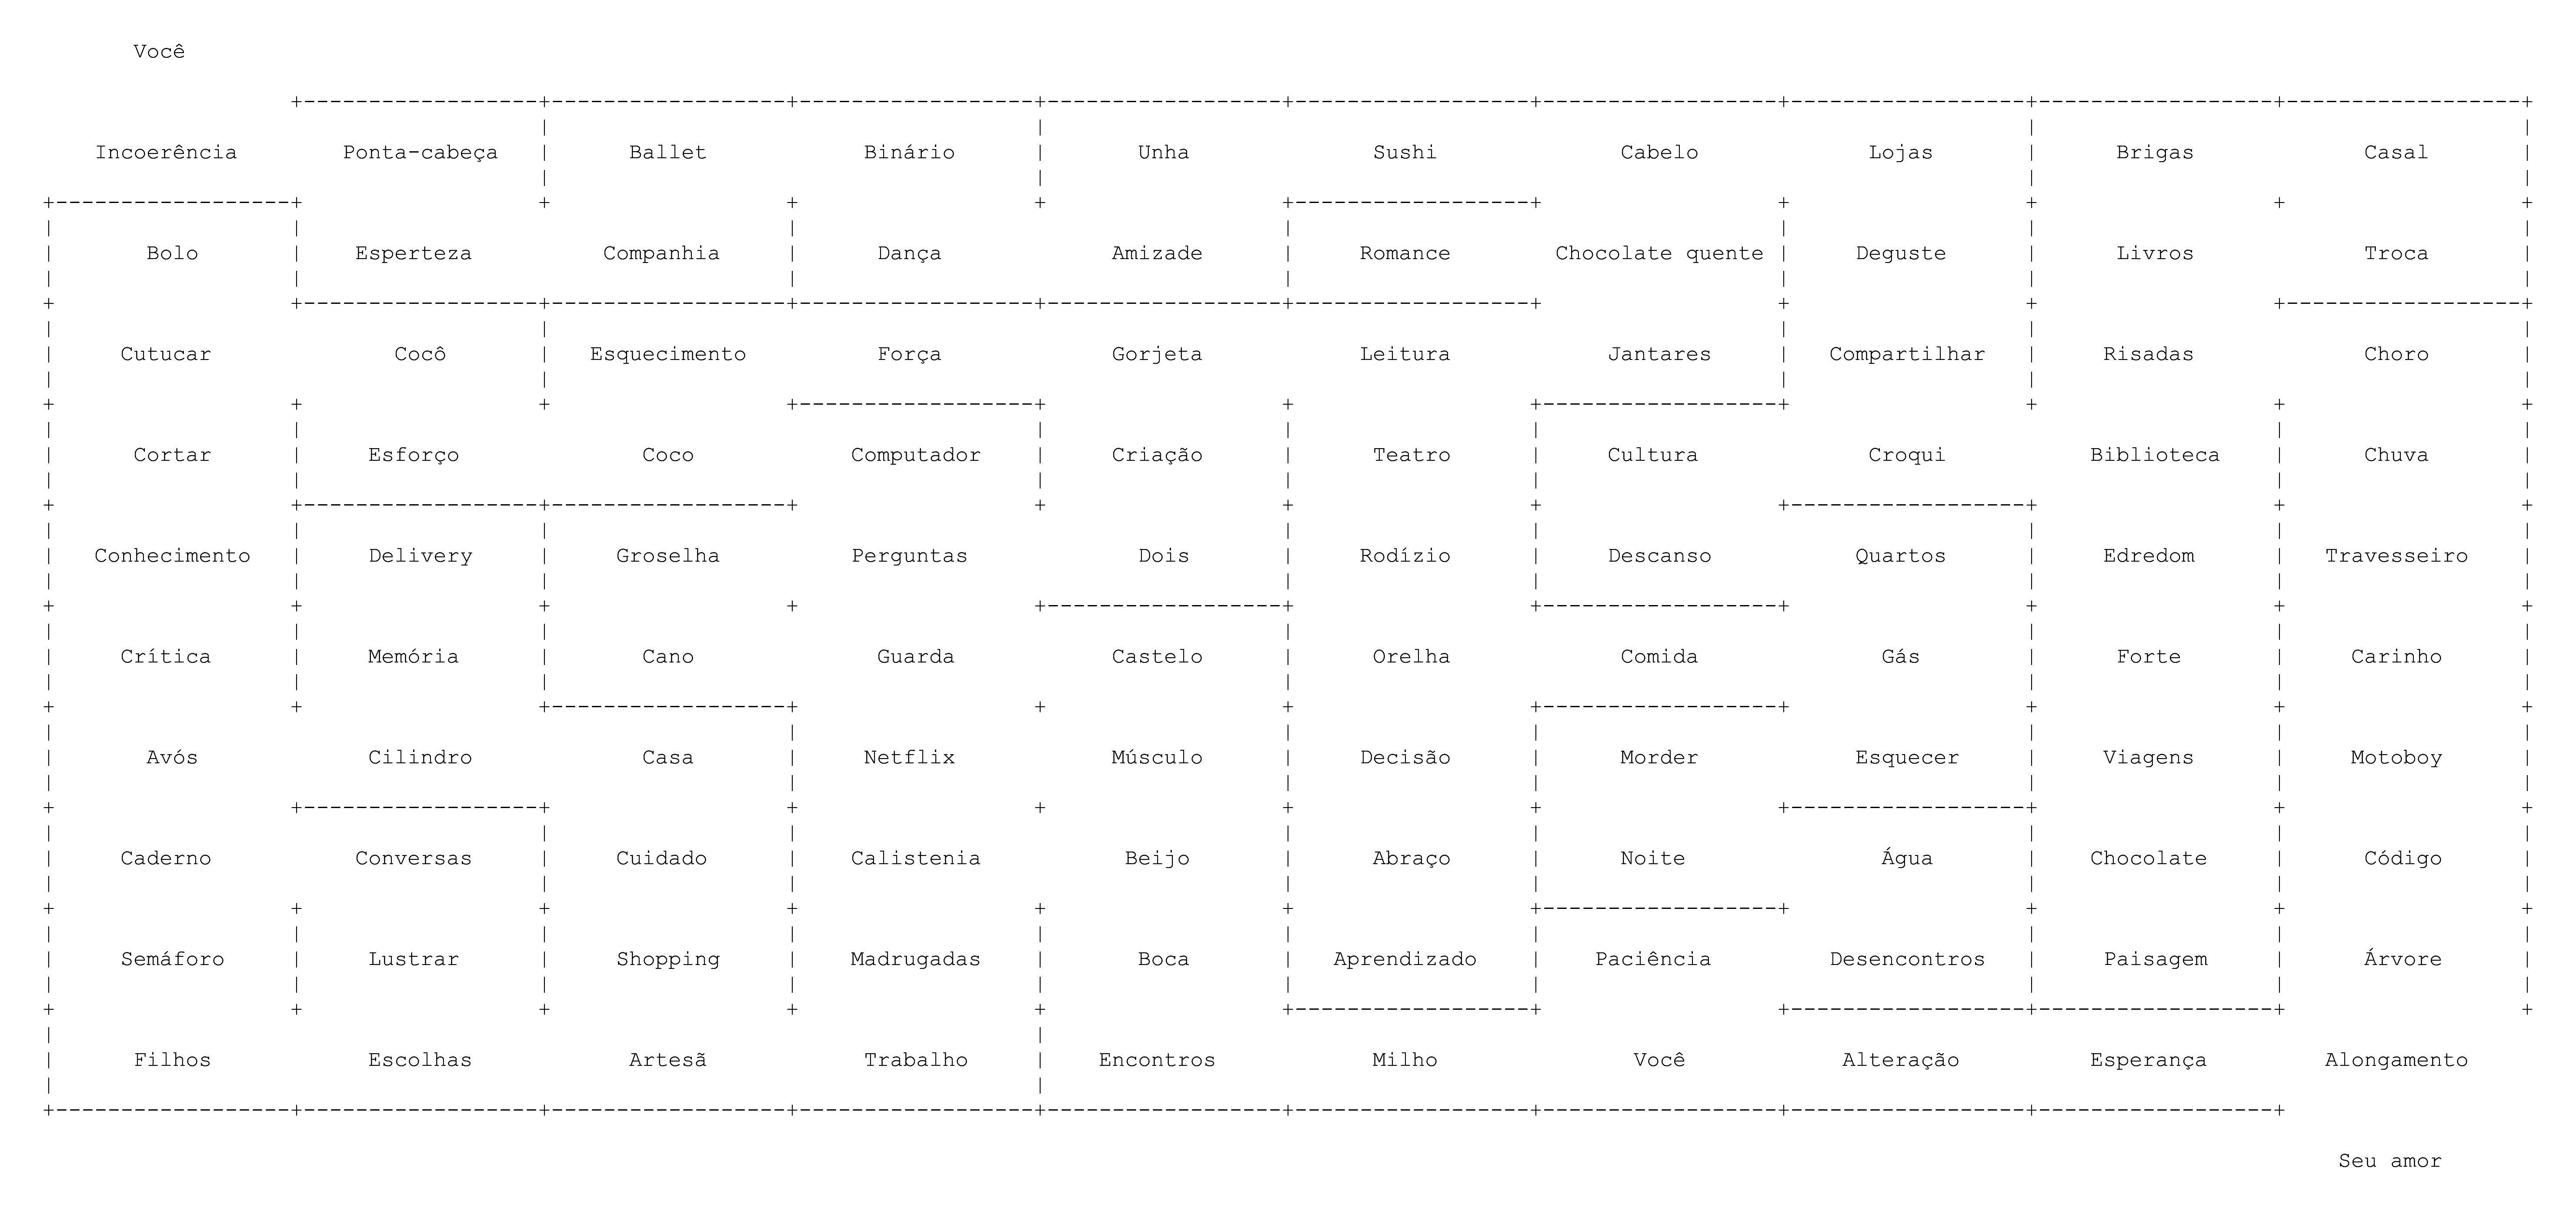 Você
Incoerência Ponta-cabeça Ballet Binário Unha Sushi Cabelo Lojas Brigas Casal
Bolo Esperteza Companhia Dança Amizade Romance Chocolate quente Deguste Livros Troca
Cutucar Cocô Esquecimento Força Gorjeta Leitura Jantares Compartilhar Risadas Choro
Cortar Esforço Coco Computador Criação Teatro Cultura Croqui Biblioteca Chuva
Conhecimento Delivery Groselha Perguntas Dois Rodízio Descanso Quartos Edredom Travesseiro
Crítica Memória Cano Guarda Castelo Orelha Comida Gás Forte Carinho
Avós Cilindro Casa Netflix Músculo Decisão Morder Esquecer Viagens Motoboy
Caderno Conversas Cuidado Calistenia Beijo Abraço Noite Água Chocolate Código
Semáforo Lustrar Shopping Madrugadas Boca Aprendizado Paciência Desencontros Paisagem Árvore
Filhos Escolhas Artesã Trabalho Encontros Milho Você Alteração Esperança Alongamento
Seu amor